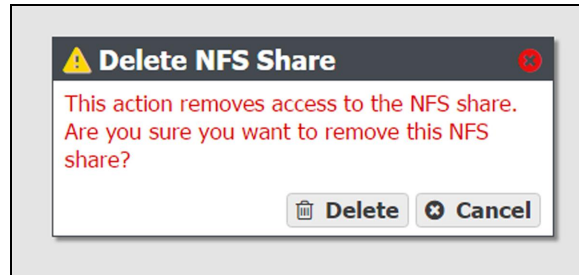 Delete NFS Share
This action removes access to the NFS share.
Are you sure you want to remove this NFS
share?
Delete Cancel